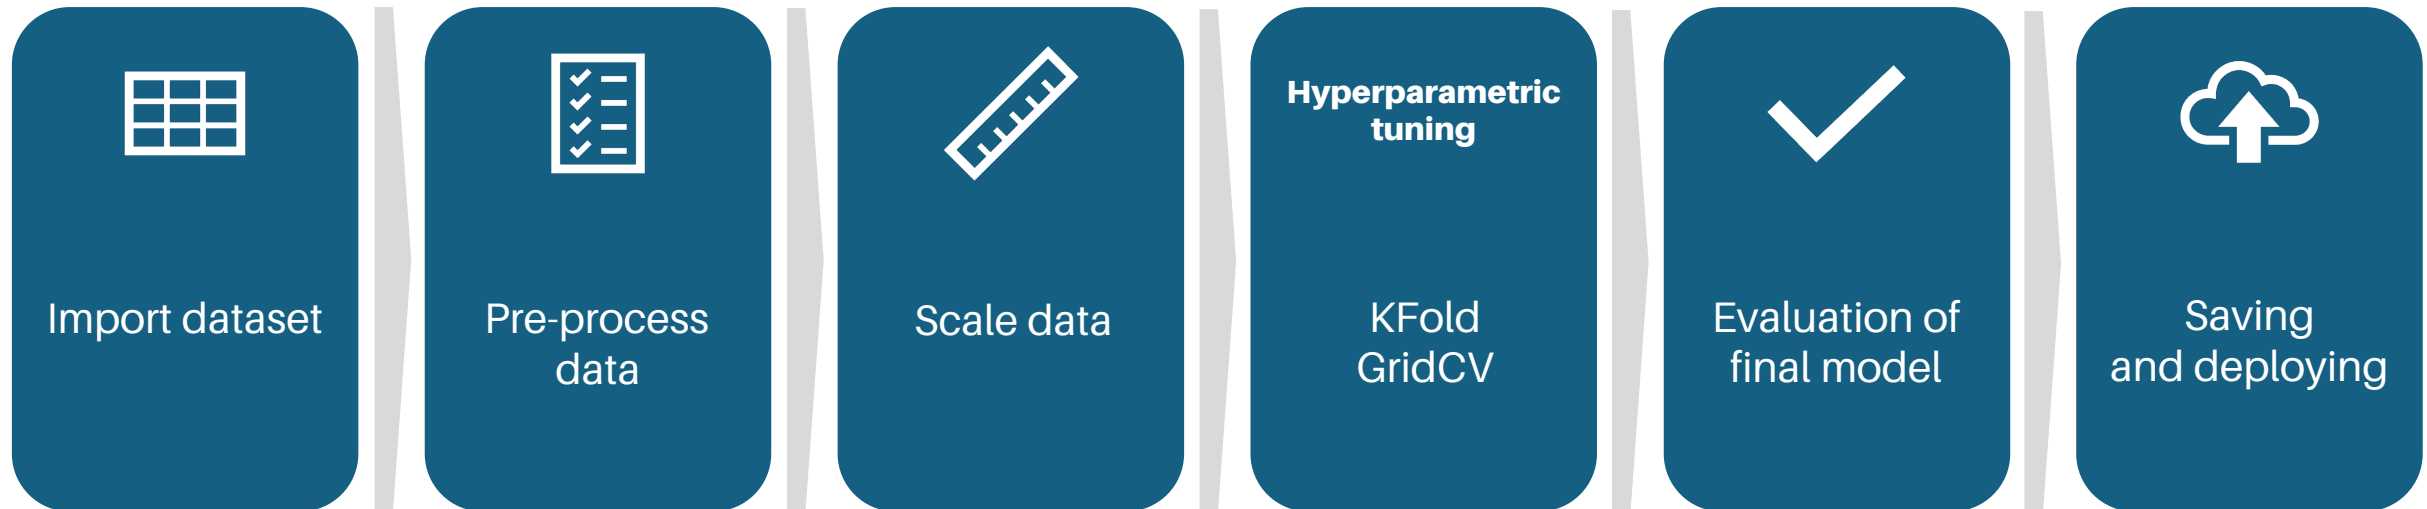 Import dataset
Pre-process
data
Scale data
Hyperparametric
tuning
KFold
GridCV
Evaluation of
final model
Saving
and deploying